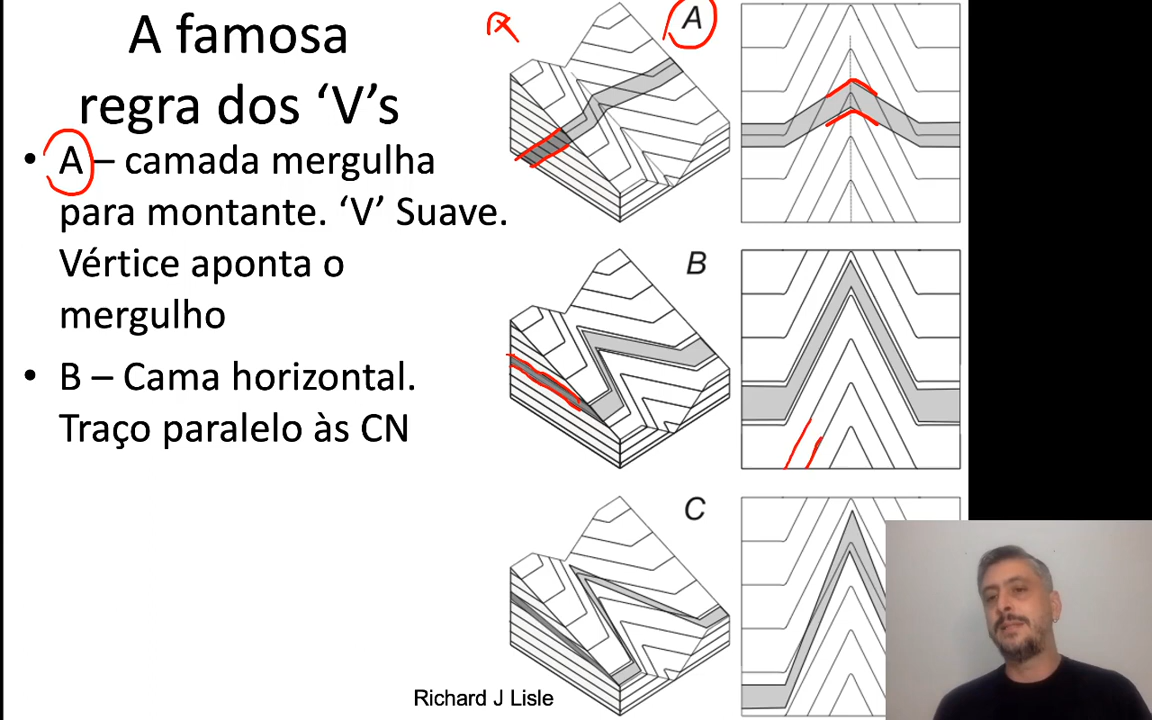 A famosa
regra dos ‘V’s
• A – camada mergulha
para montante. ‘V’ Suave.
Vértice aponta o
mergulho
• B – Cama horizontal.
Traço paralelo às CN
A
B
C
Richard J Lisle